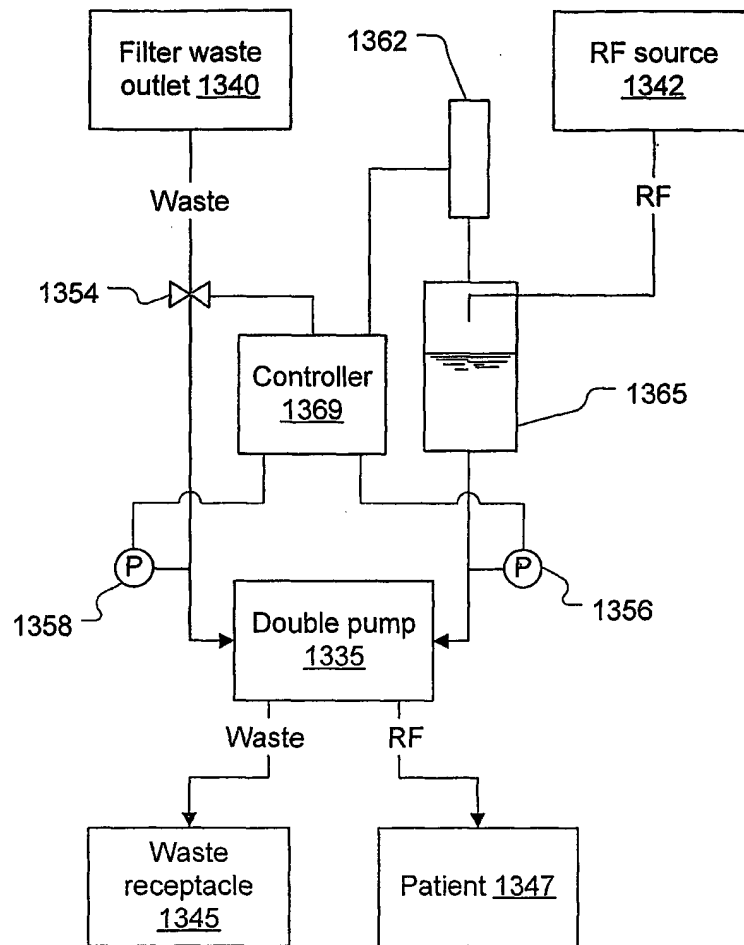 Filter waste
outlet 1340
1362
RF source
1342
Waste
RF
1354
Controller
1369
1365
P
P
1358
1356
Double pump
1335
Waste
RF
Waste
receptacle
1345
Patient 1347